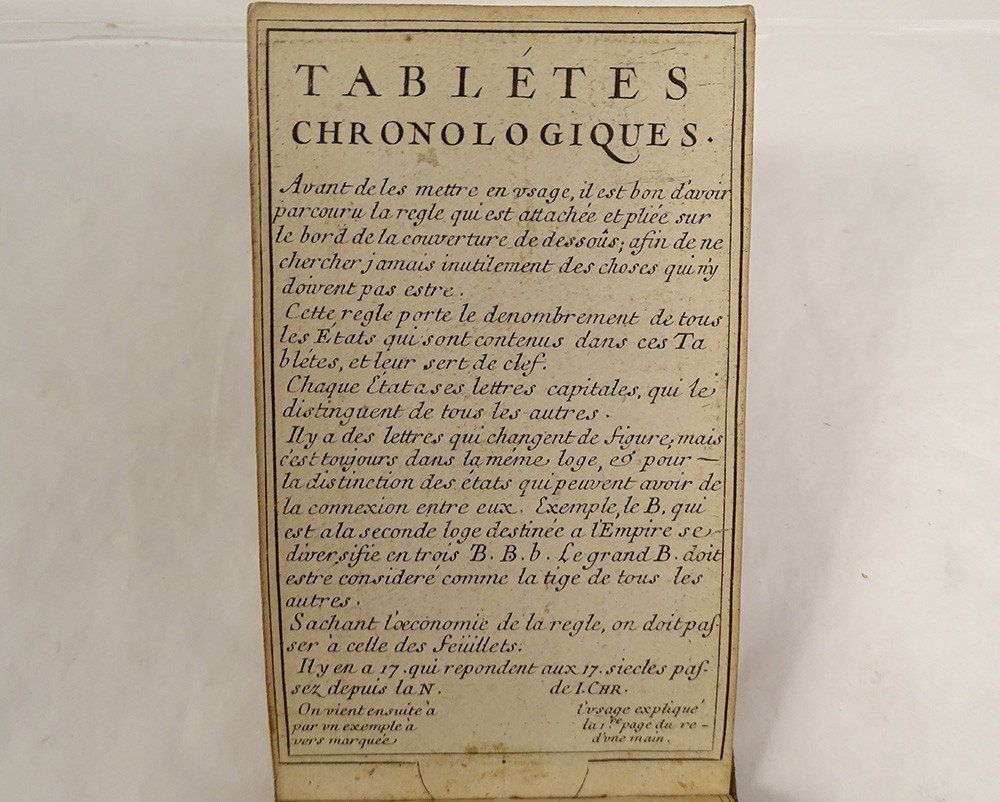 TABLÉTES
CHRONOLOGIQUES.
Avant de les mettre en vsage, il est bon d'avoir
parcouru la regle qui est attachée et pliée sur
le bord de la couverture de dessoûs; afin de ne
chercher jamais inutilement des choses qui n'y
doivent pas estre.
Cette regle porte le denombrement de tous
les États qui sont contenus dans ces Ta
blétes, et leur sert de clef.
Chaque État a ses lettres capitales, qui le
distinguent de tous les autres.
Il y a des lettres qui changent de figure, mais
c'est toujours dans la méme loge, & pour —
la distinction des états qui peuvent avoir de
la connexion entre eux. Exemple, le B. qui
est a la seconde loge destinée a l'Empire se
diversifie en trois B. B. b. Le grand B. doit
estre consideré comme la tige de tous les
autres.
Sachant l'œconomie de la regle, on doit paſ-
ser à celle des feüillets.
Il y en a 17. qui repondent aux 17. siecles paſ-
sez depuis la N. de I. CHR.
On vient ensuite à l'vsage expliqué
par vn exemple à la 1.re page du re-
vers marquée d'vne main.